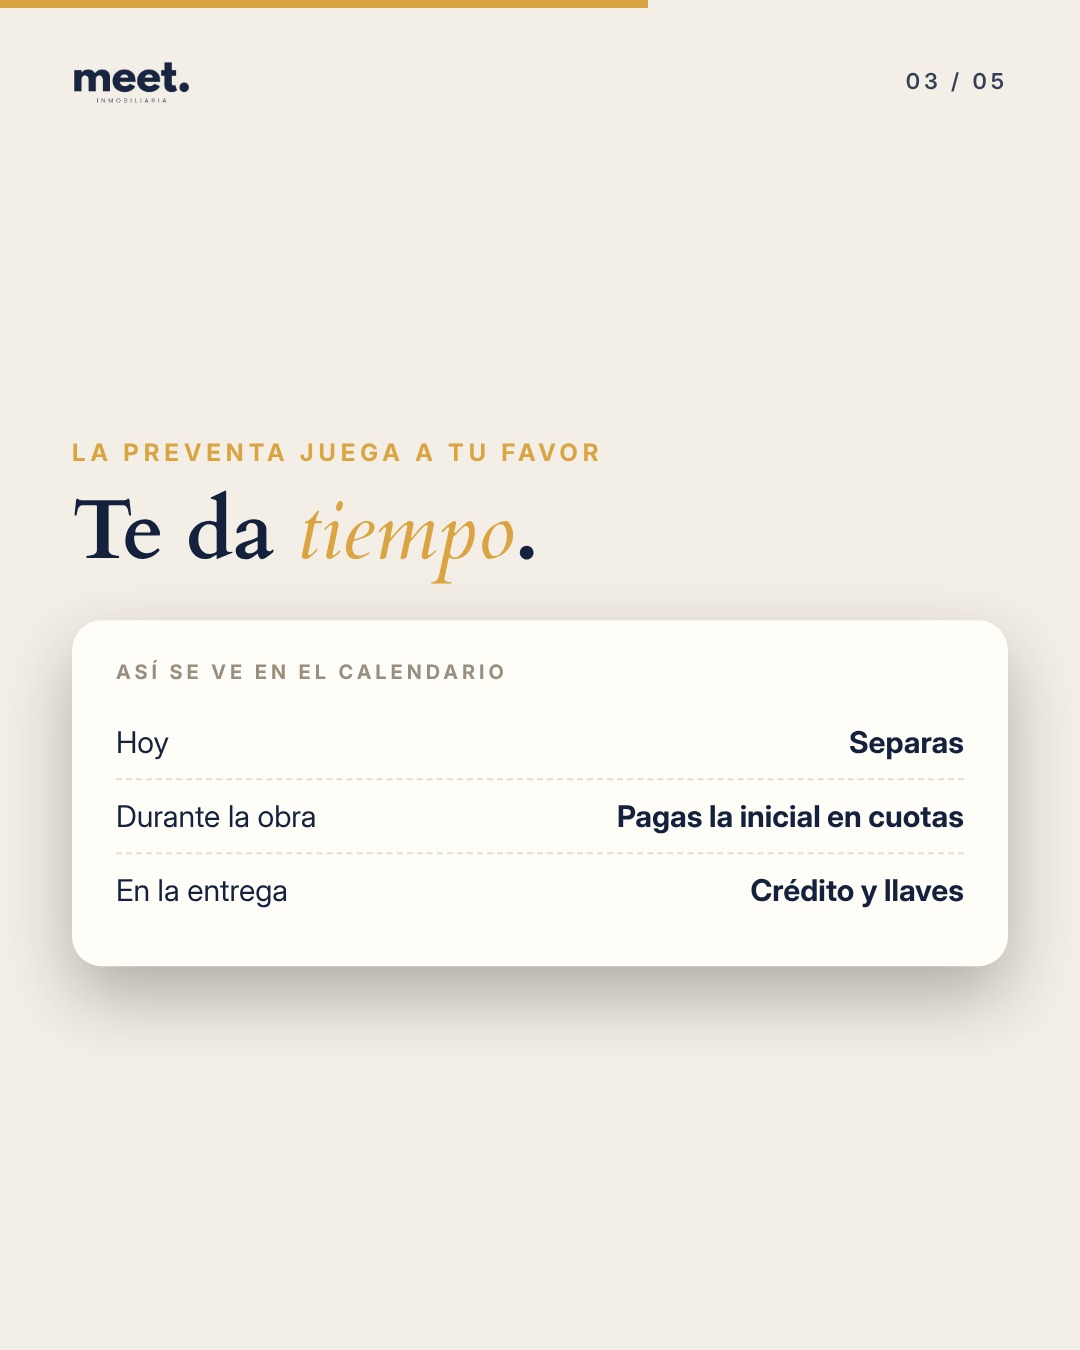 meet.
INMOBILIARIA
03 / 05
LA PREVENTA JUEGA A TU FAVOR
Te da tiempo.
ASÍ SE VE EN EL CALENDARIO
Hoy Separas
Durante la obra Pagas la inicial en cuotas
En la entrega Crédito y llaves